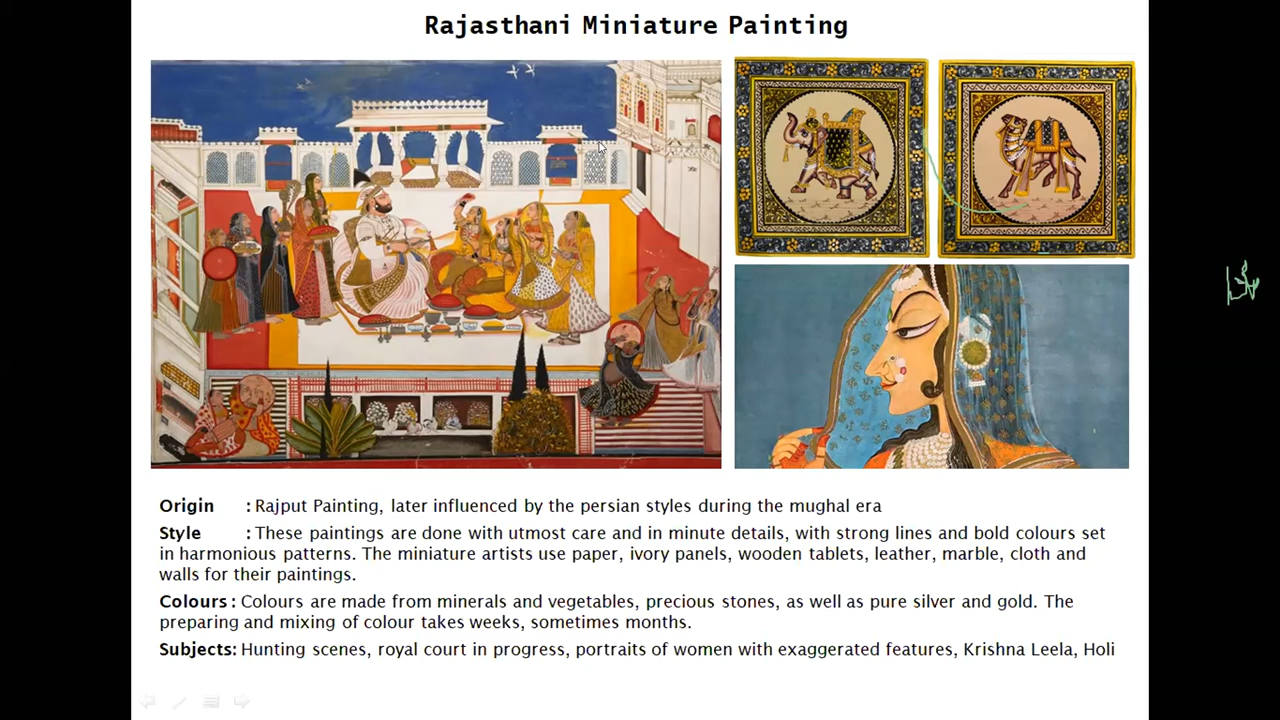 Rajasthani Miniature Painting
Origin : Rajput Painting, later influenced by the persian styles during the mughal era
Style : These paintings are done with utmost care and in minute details, with strong lines and bold colours set
in harmonious patterns. The miniature artists use paper, ivory panels, wooden tablets, leather, marble, cloth and
walls for their paintings.
Colours : Colours are made from minerals and vegetables, precious stones, as well as pure silver and gold. The
preparing and mixing of colour takes weeks, sometimes months.
Subjects: Hunting scenes, royal court in progress, portraits of women with exaggerated features, Krishna Leela, Holi